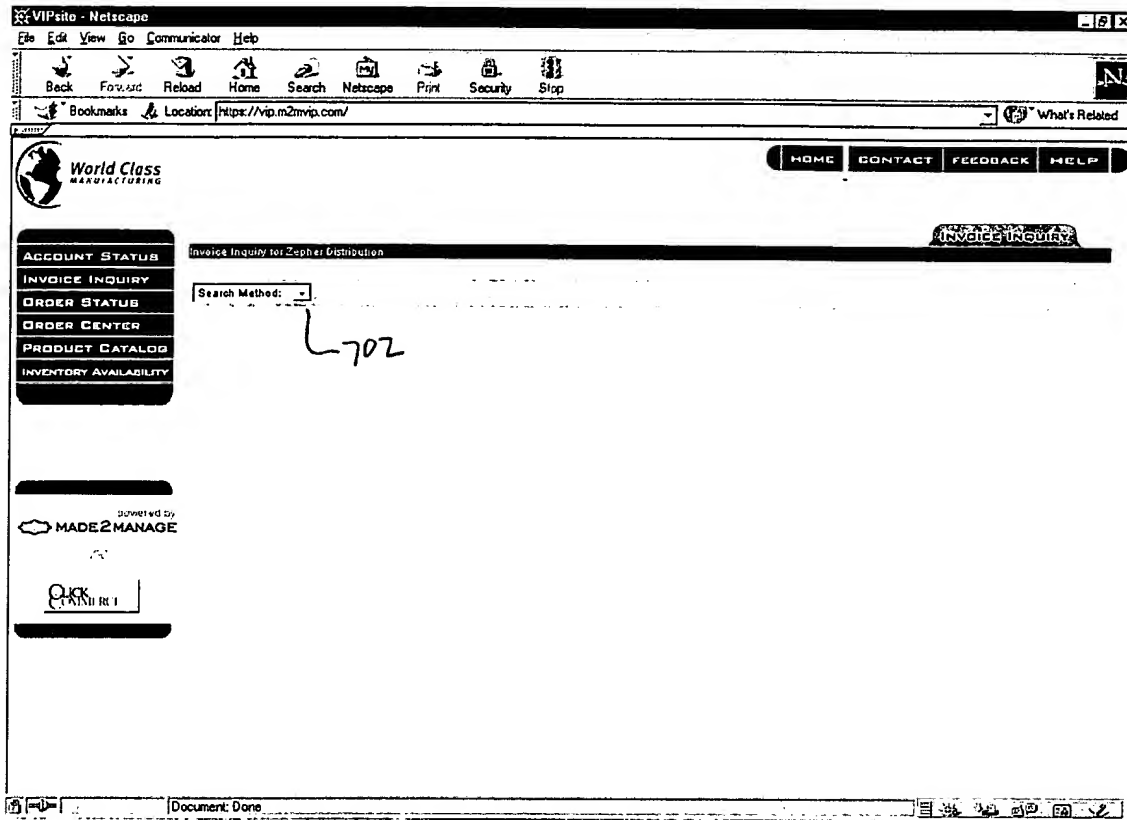 VIPsite - Netscape
File Edit View Go Communicator Help
Back Forward Reload Home Search Netscape Print Security Stop
Bookmarks Location: https://vip.m2mvip.com/ What's Related
World Class
MANUFACTURING
HOME CONTACT FEEDBACK HELP
INVOICE INQUIRY
Invoice Inquiry for Zepher Distribution
ACCOUNT STATUS
INVOICE INQUIRY
ORDER STATUS
ORDER CENTER
PRODUCT CATALOG
INVENTORY AVAILABILITY
Search Method:
702
powered by
MADE2MANAGE
CLICK
COMMERCE
Document: Done